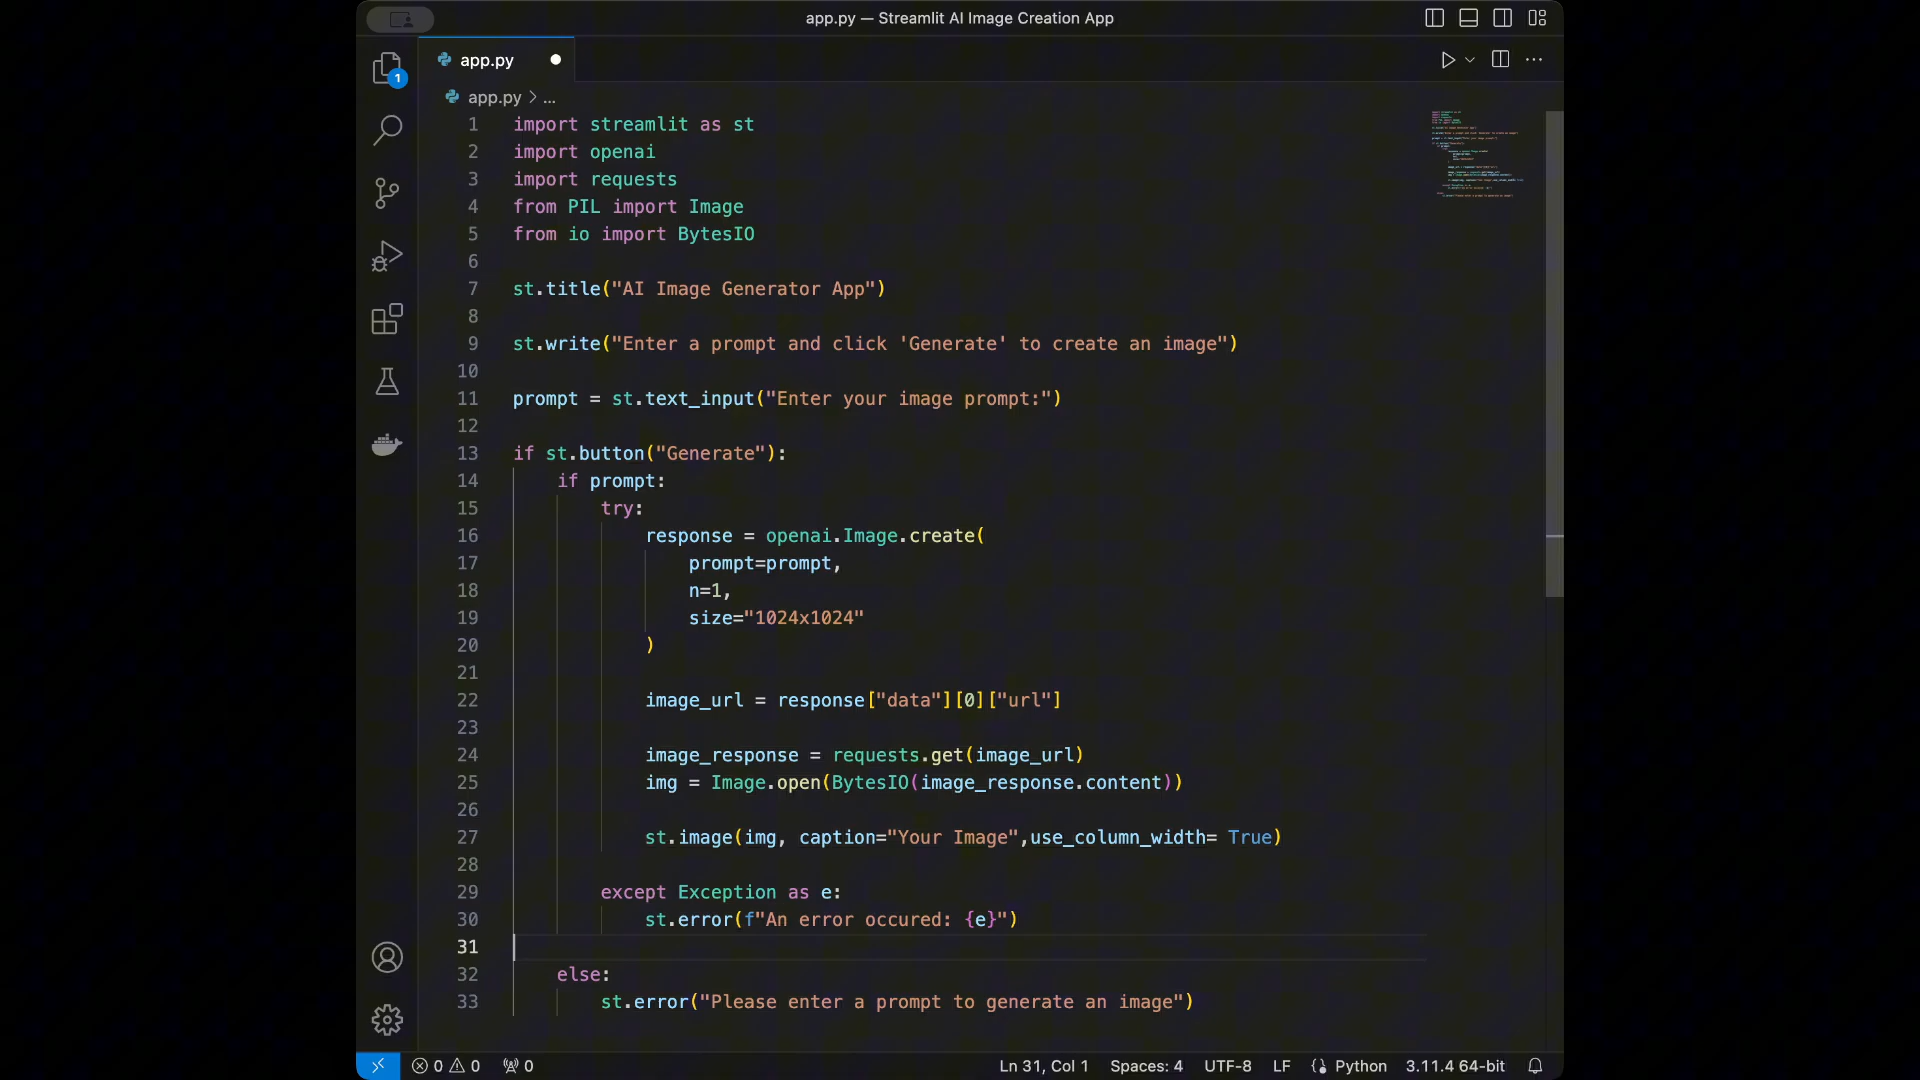 app.py — Streamlit AI Image Creation App
app.py
1
app.py > ...
1 import streamlit as st
2 import openai
3 import requests
4 from PIL import Image
5 from io import BytesIO
6
7 st.title("AI Image Generator App")
8
9 st.write("Enter a prompt and click 'Generate' to create an image")
10
11 prompt = st.text_input("Enter your image prompt:")
12
13 if st.button("Generate"):
14 if prompt:
15 try:
16 response = openai.Image.create(
17 prompt=prompt,
18 n=1,
19 size="1024x1024"
20 )
21
22 image_url = response["data"][0]["url"]
23
24 image_response = requests.get(image_url)
25 img = Image.open(BytesIO(image_response.content))
26
27 st.image(img, caption="Your Image",use_column_width= True)
28
29 except Exception as e:
30 st.error(f"An error occured: {e}")
31
32 else:
33 st.error("Please enter a prompt to generate an image")
0 0 0 Ln 31, Col 1 Spaces: 4 UTF-8 LF Python 3.11.4 64-bit